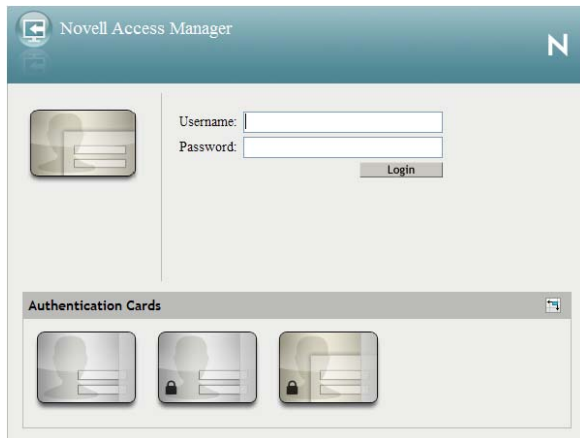 Novell Access Manager
N
Username:
Password:
Login
Authentication Cards